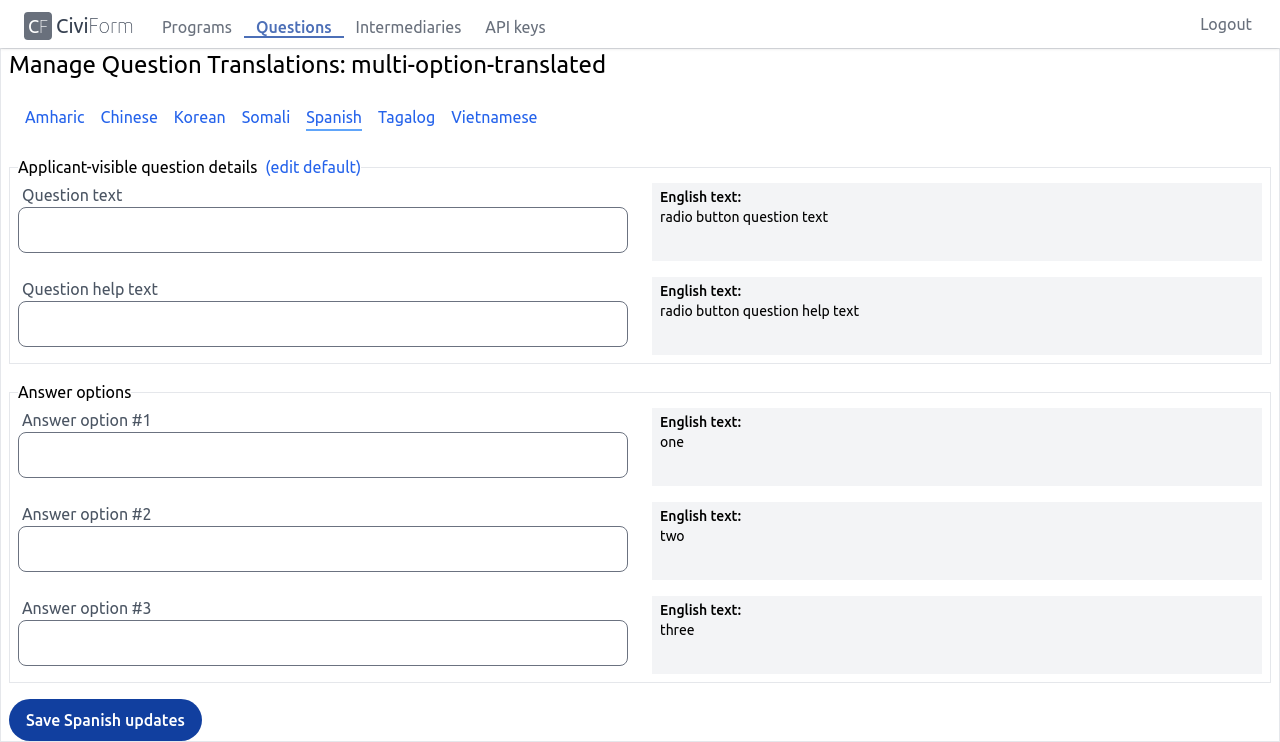 CF CiviForm Programs Questions Intermediaries API keys Logout
Manage Question Translations: multi-option-translated
Amharic Chinese Korean Somali Spanish Tagalog Vietnamese
Applicant-visible question details (edit default)
Question text
English text:
radio button question text
Question help text
English text:
radio button question help text
Answer options
Answer option #1
English text:
one
Answer option #2
English text:
two
Answer option #3
English text:
three
Save Spanish updates